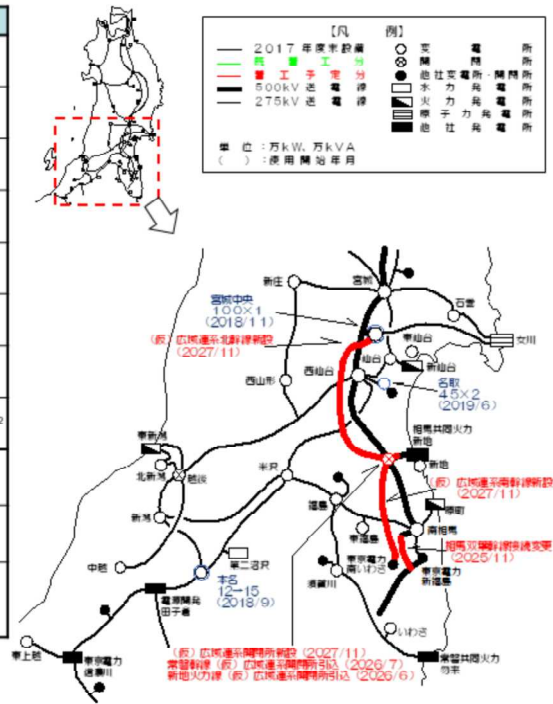 【凡 例】
2017年度末設備
既着工分
着工予定分
500kV送電線
275kV送電線
変電所
開閉所
他社変電所・開閉所
水力発電所
火力発電所
原子力発電所
他社発電所
単位:万kW、万kVA
( ):使用開始年月
新庄
宮城
宮城中央
100×1
(2018/11)
石巻
(仮)広域連系北幹線新設
(2027/11)
女川
東仙台
仙台
新仙台
西仙台
西山形
名取
45×2
(2019/6)
相馬共同火力
新地
新地
東新潟
北新潟
越後
米沢
(仮)広域連系南幹線新設
(2027/11)
原町
新潟
福島
南相馬
東福島
相馬双葉幹線接続変更
(2025/11)
中越
第二沼沢
本名
12→15
(2018/9)
東京電力
南いわき
東京電力
新福島
須賀川
電源開発
田子倉
いわき
東上越
東京電力
信濃川
常磐共同火力
勿来
(仮)広域連系開閉所新設(2027/11)
常磐幹線(仮)広域連系開閉所引込(2026/7)
新地火力線(仮)広域連系開閉所引込(2026/6)
2